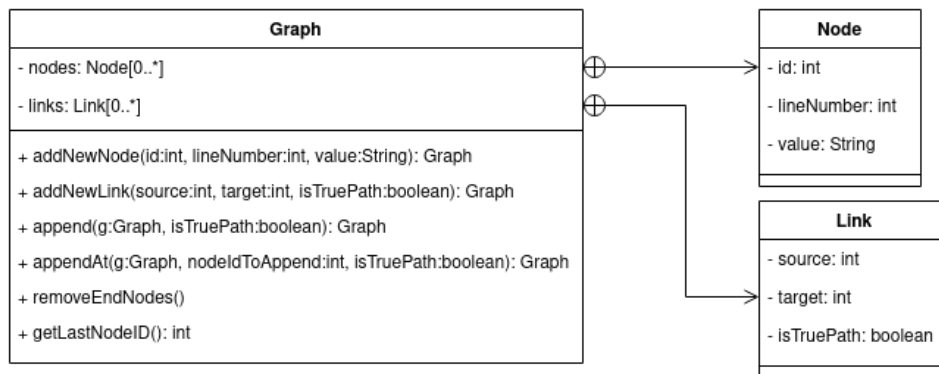 Graph
- nodes: Node[0..*]
- links: Link[0..*]
+ addNewNode(id:int, lineNumber:int, value:String): Graph
+ addNewLink(source:int, target:int, isTruePath:boolean): Graph
+ append(g:Graph, isTruePath:boolean): Graph
+ appendAt(g:Graph, nodeIdToAppend:int, isTruePath:boolean): Graph
+ removeEndNodes()
+ getLastNodeID(): int
Node
- id: int
- lineNumber: int
- value: String
Link
- source: int
- target: int
- isTruePath: boolean